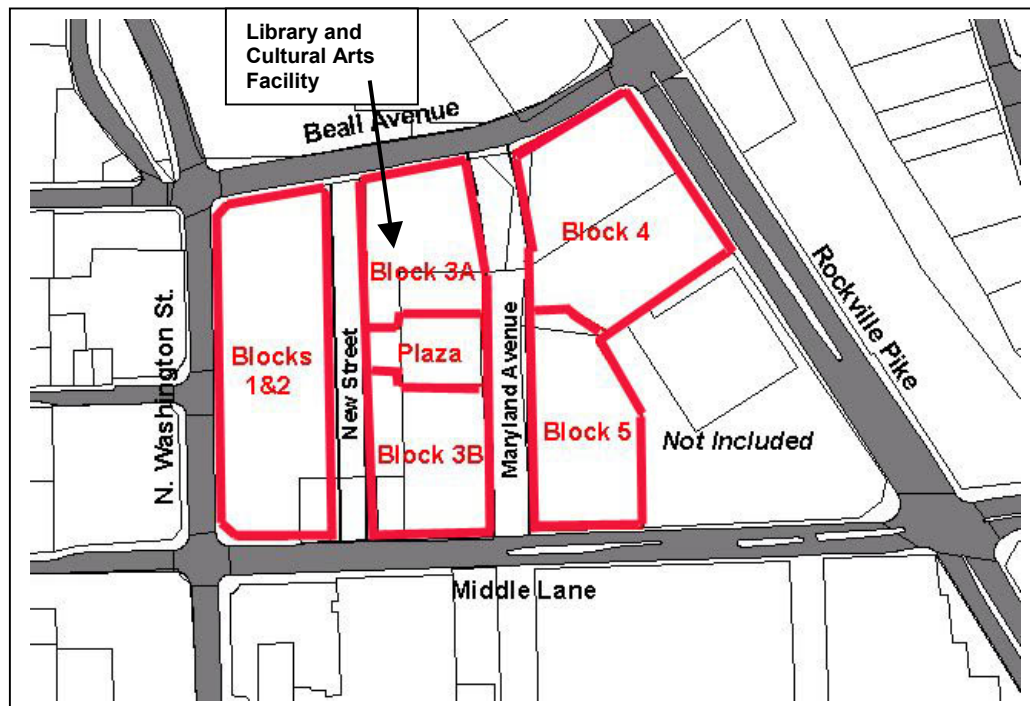 Library and
Cultural Arts
Facility
Beall Avenue
Block 4
Block 3A
Rockville Pike
N. Washington St.
Blocks
1&2
New Street
Plaza
Maryland Avenue
Block 3B
Block 5
Not Included
Middle Lane